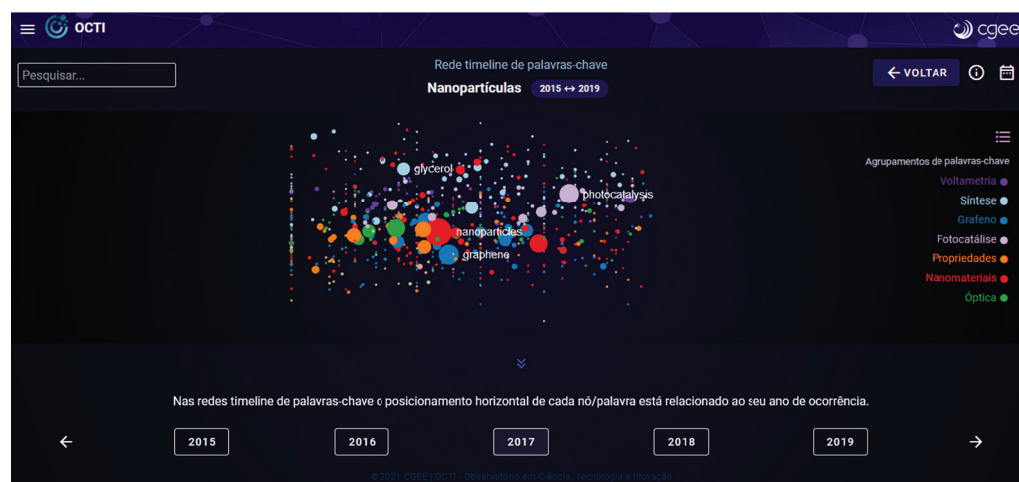 OCTI
cgee
Pesquisar...
Rede timeline de palavras-chave
Nanopartículas 2015 ↔ 2019
← VOLTAR
Agrupamentos de palavras-chave
Voltametria
Síntese
Grafeno
Fotocatálise
Propriedades
Nanomateriais
Óptica
glycerol
photocatalysis
nanoparticles
graphene
Nas redes timeline de palavras-chave o posicionamento horizontal de cada nó/palavra está relacionado ao seu ano de ocorrência.
← 2015 2016 2017 2018 2019 →
© 2021 CGEE | OCTI - Observatório em Ciência, Tecnologia e Inovação